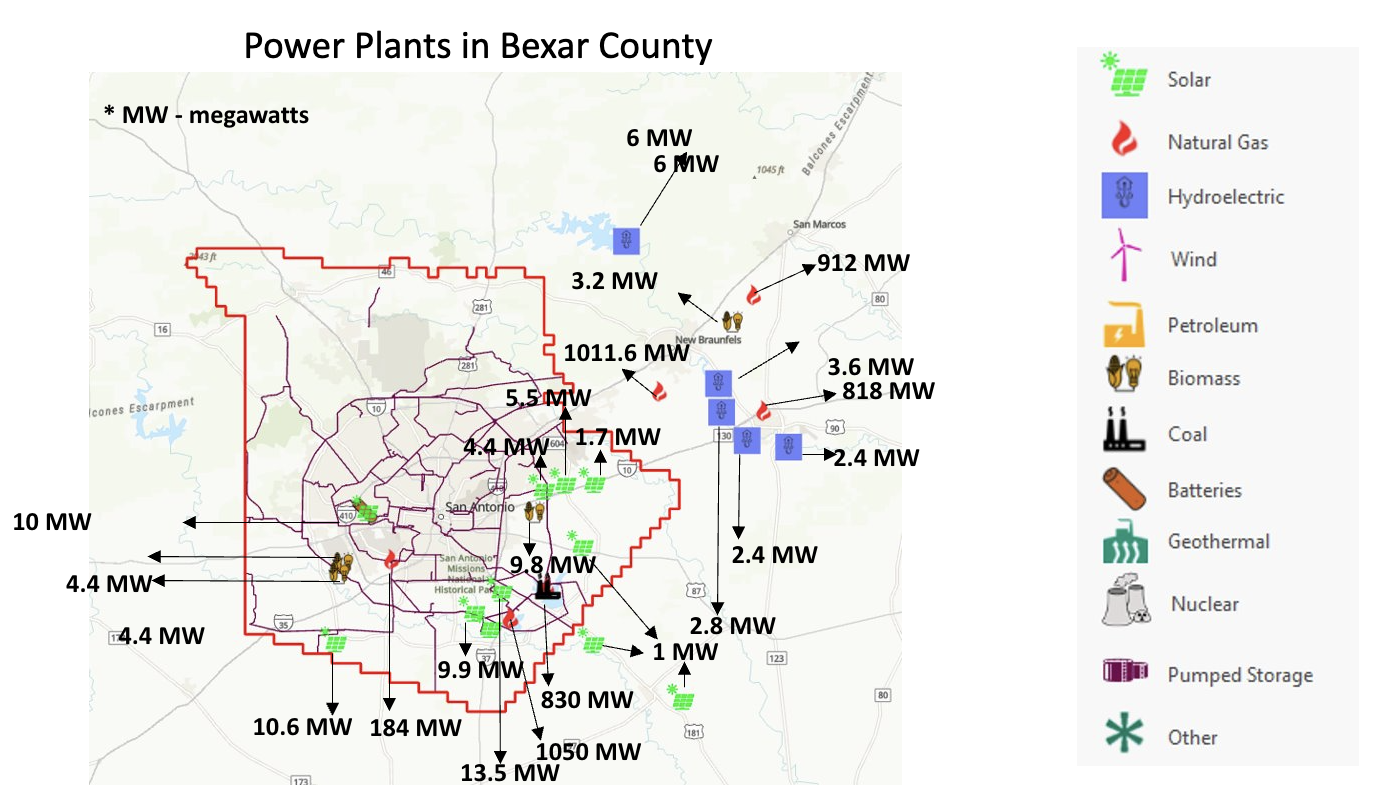 Power Plants in Bexar County
* MW - megawatts
6 MW
6 MW
1045 ft
Balcones Escarpment
San Marcos
2043 ft
46
912 MW
3.2 MW
281
80
16
New Braunfels
1011.6 MW
281
3.6 MW
818 MW
lcones Escarpment
10
5.5 MW
90
130
4.4 MW
604
1.7 MW
2.4 MW
10
410
San Antonio
410
10 MW
2.4 MW
San Antonio
Missions
National
Historical Pa
9.8 MW
4.4 MW
87
2.8 MW
35
4.4 MW
1 MW
123
37
9.9 MW
830 MW
80
10.6 MW
184 MW
181
1050 MW
13.5 MW
173
Solar
Natural Gas
Hydroelectric
Wind
Petroleum
Biomass
Coal
Batteries
Geothermal
Nuclear
Pumped Storage
Other